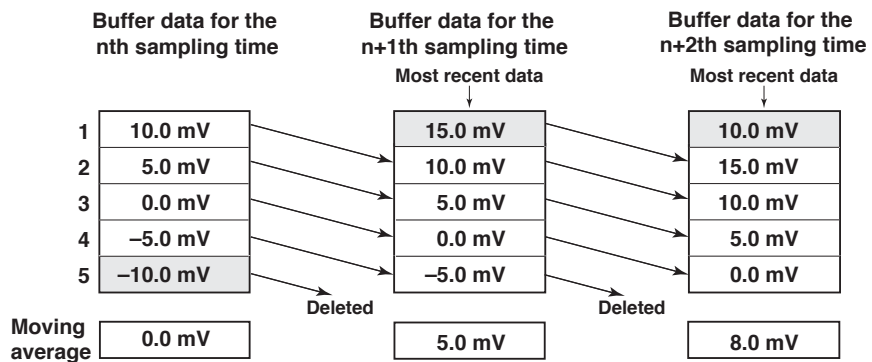 Buffer data for the
nth sampling time
Buffer data for the
n+1th sampling time
Buffer data for the
n+2th sampling time
Most recent data
Most recent data
1 10.0 mV 15.0 mV 10.0 mV
2 5.0 mV 10.0 mV 15.0 mV
3 0.0 mV 5.0 mV 10.0 mV
4 –5.0 mV 0.0 mV 5.0 mV
5 –10.0 mV –5.0 mV 0.0 mV
Deleted Deleted
Moving
average
0.0 mV 5.0 mV 8.0 mV